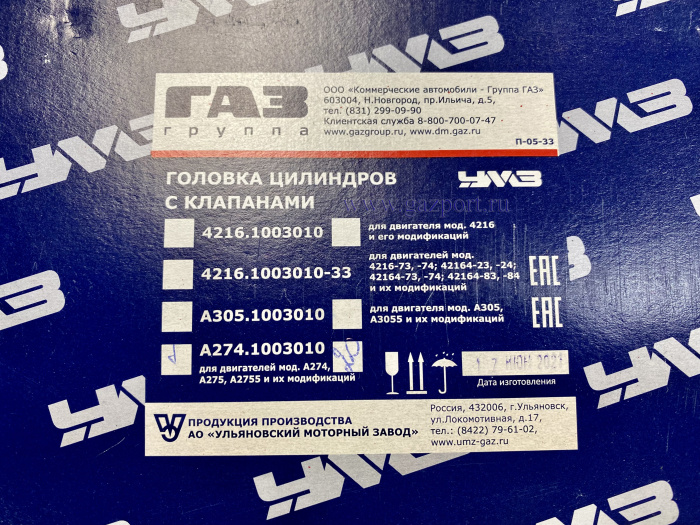 ГАЗ
группа
ООО «Коммерческие автомобили - Группа ГАЗ»
603004, Н.Новгород, пр.Ильича, д.5,
тел. (831) 299-09-90
Клиентская служба 8-800-700-07-47
www.gazgroup.ru, www.dm.gaz.ru
П-05-33
ГОЛОВКА ЦИЛИНДРОВ
С КЛАПАНАМИ
УМЗ
www.gazport.ru
4216.1003010
для двигателя мод. 4216
и его модификаций
4216.1003010-33
для двигателей мод.
4216-73, -74; 42164-23, -24;
42164-73, -74; 42164-83, -84
и их модификаций
EAC
А305.1003010
для двигателя мод. А305,
А3055 и их модификаций
EAC
А274.1003010
для двигателей мод. А274,
А275, А2755 и их модификаций
17 ИЮН 2021
Дата изготовления
ПРОДУКЦИЯ ПРОИЗВОДСТВА
АО «УЛЬЯНОВСКИЙ МОТОРНЫЙ ЗАВОД»
Россия, 432006, г.Ульяновск,
ул.Локомотивная, д.17,
тел.: (8422) 79-61-02,
www.umz-gaz.ru